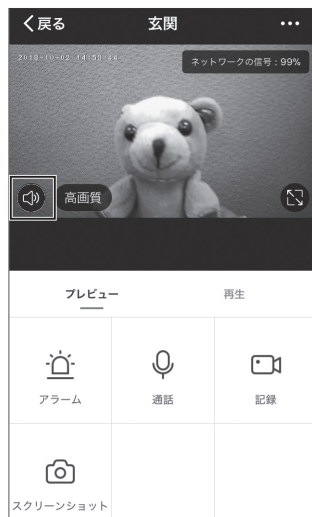 戻る 玄関
2018-10-02 14:53:46
ネットワークの信号：99%
高画質
プレビュー 再生
アラーム 通話 記録
スクリーンショット